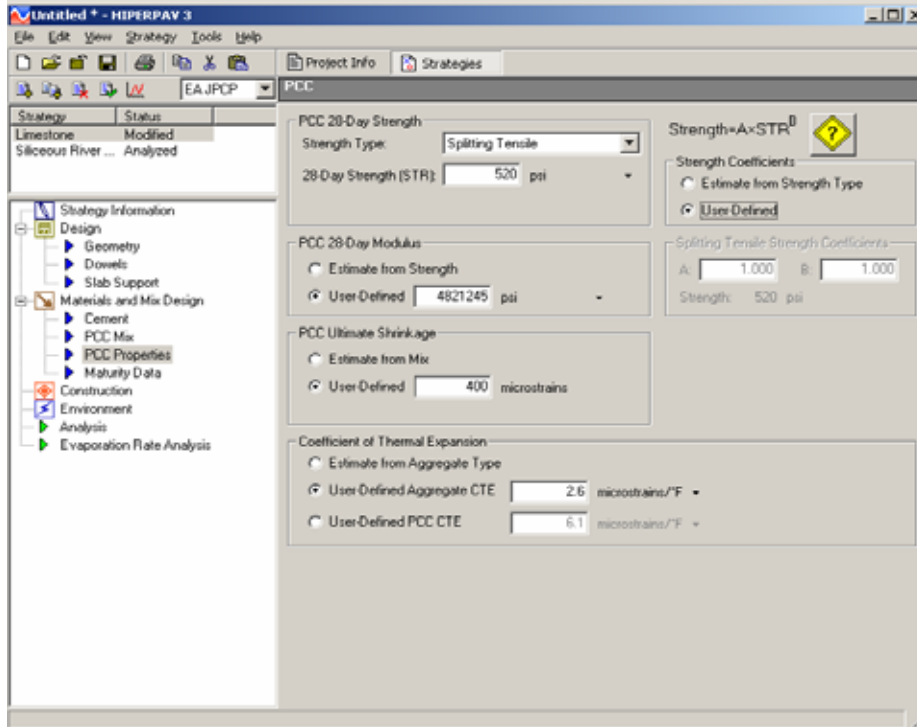 Untitled * - HIPERPAV 3
File Edit View Strategy Tools Help
Project Info Strategies
EA JPCP
PCC
Strategy Status
Limestone Modified
Siliceous River ... Analyzed
Strategy Information
Design
Geometry
Dowels
Slab Support
Materials and Mix Design
Cement
PCC Mix
PCC Properties
Maturity Data
Construction
Environment
Analysis
Evaporation Rate Analysis
PCC 28-Day Strength
Strength Type: Splitting Tensile
28-Day Strength (STR): 520 psi
Strength=A×STR^B
?
Strength Coefficients
Estimate from Strength Type
User-Defined
PCC 28-Day Modulus
Estimate from Strength
User-Defined 4821245 psi
Splitting Tensile Strength Coefficients
A: 1.000 B: 1.000
Strength: 520 psi
PCC Ultimate Shrinkage
Estimate from Mix
User-Defined 400 microstrains
Coefficient of Thermal Expansion
Estimate from Aggregate Type
User-Defined Aggregate CTE 2.6 microstrains/°F
User-Defined PCC CTE 6.1 microstrains/°F